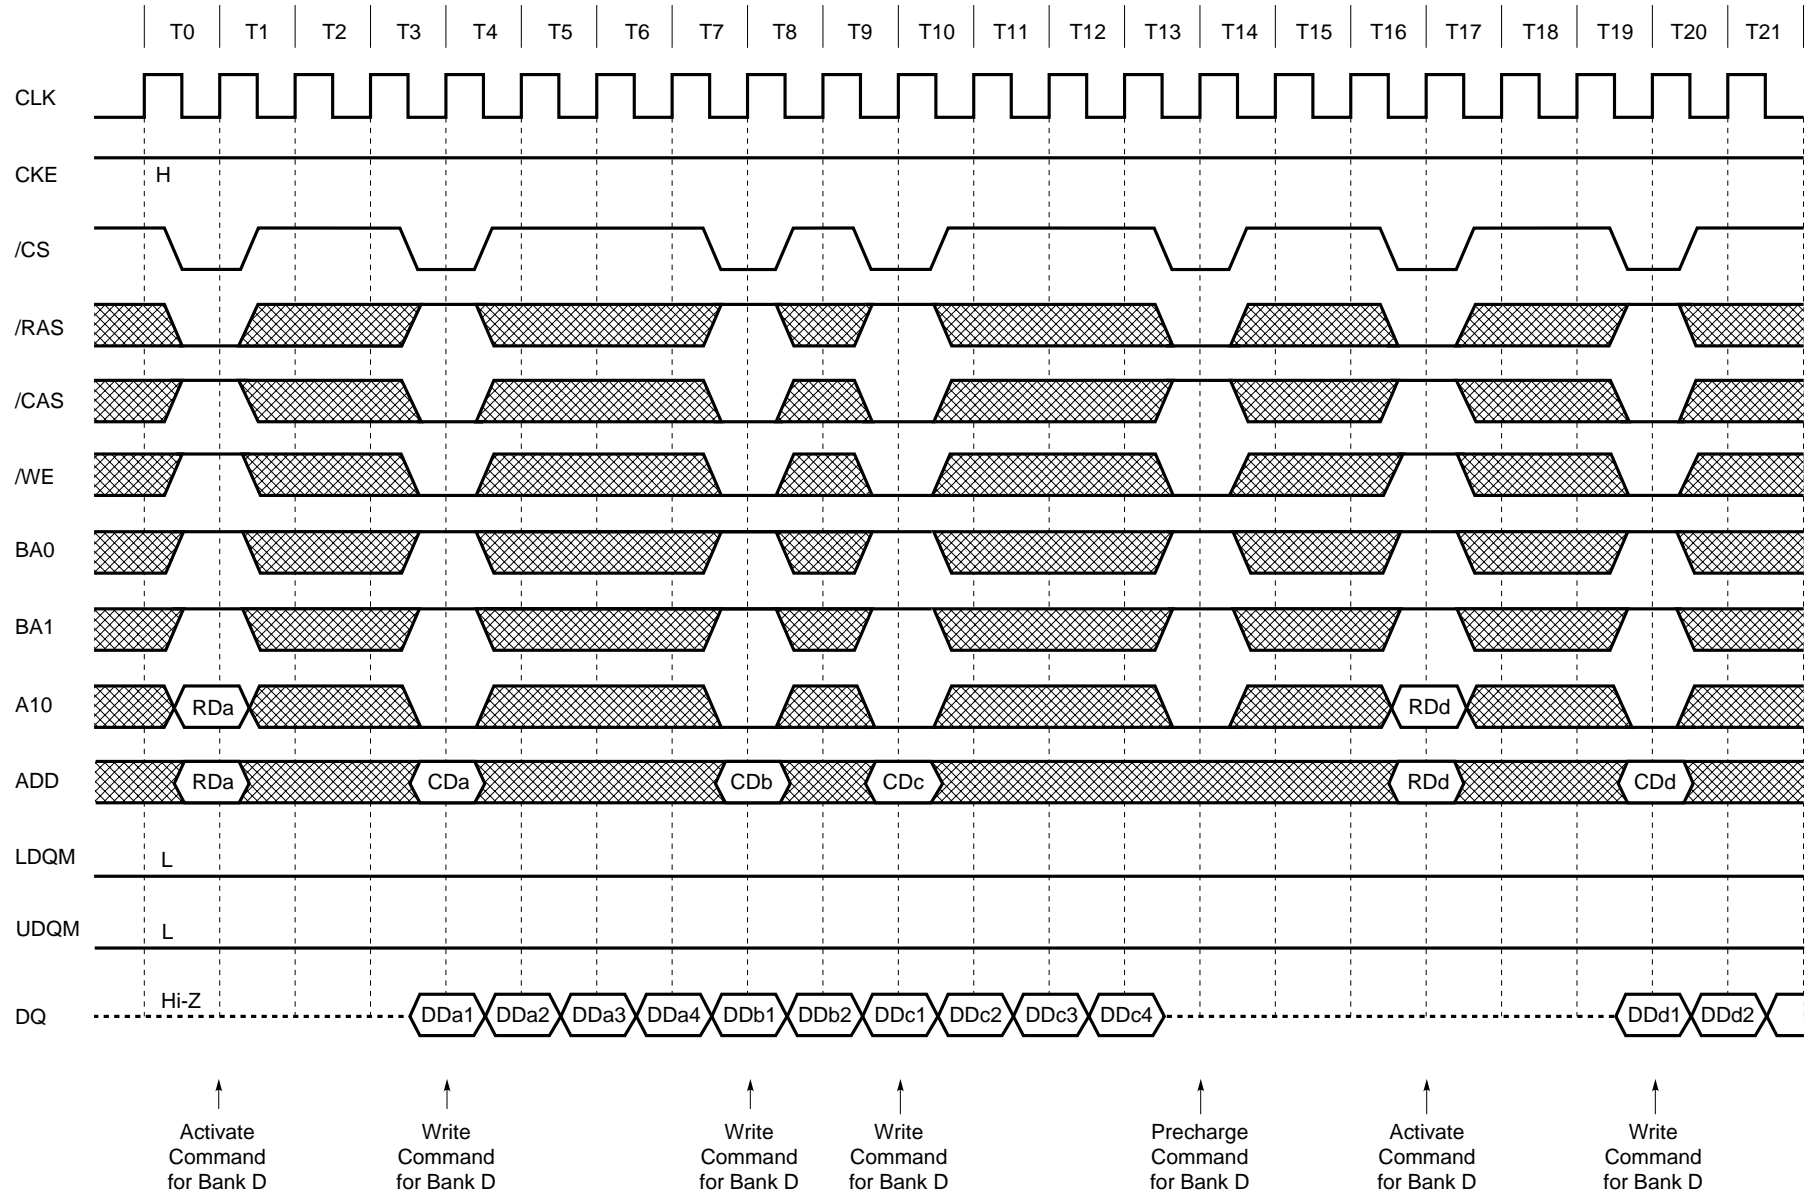 T0 T1 T2 T3 T4 T5 T6 T7 T8 T9 T10 T11 T12 T13 T14 T15 T16 T17 T18 T19 T20 T21
CLK
CKE H
/CS
/RAS
/CAS
/WE
BA0
BA1
A10 RDa RDd
ADD RDa CDa CDb CDc RDd CDd
LDQM L
UDQM L
DQ Hi-Z DDa1 DDa2 DDa3 DDa4 DDb1 DDb2 DDc1 DDc2 DDc3 DDc4 DDd1 DDd2
Activate
Command
for Bank D
Write
Command
for Bank D
Write
Command
for Bank D
Write
Command
for Bank D
Precharge
Command
for Bank D
Activate
Command
for Bank D
Write
Command
for Bank D